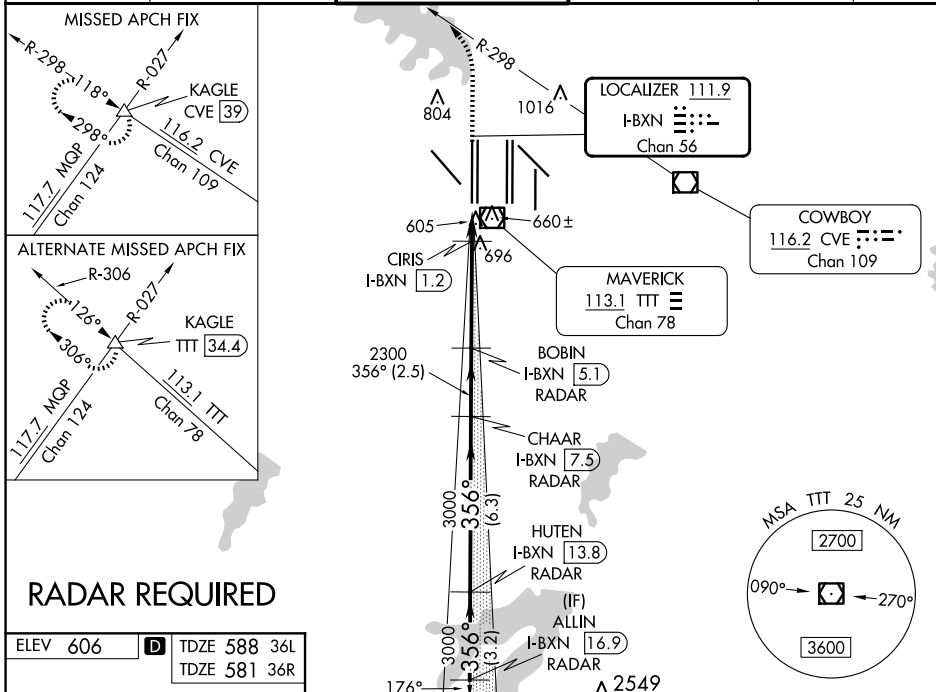 MISSED APCH FIX
R-298
118°
R-027
KAGLE
CVE 39
298°
116.2 CVE
Chan 109
117.7 MQP
Chan 124
ALTERNATE MISSED APCH FIX
R-306
126°
R-027
KAGLE
TTT 34.4
306°
113.1 TTT
Chan 78
117.7 MQP
Chan 124
R-298
804
1016
LOCALIZER 111.9
I-BXN
Chan 56
605
660±
696
CIRIS
I-BXN 1.2
COWBOY
116.2 CVE
Chan 109
MAVERICK
113.1 TTT
Chan 78
2300
356° (2.5)
BOBIN
I-BXN 5.1
RADAR
CHAAR
I-BXN 7.5
RADAR
3000
356°
(6.3)
HUTEN
I-BXN 13.8
RADAR
(IF)
ALLIN
I-BXN 16.9
RADAR
3000
356°
(3.2)
176°
2549
MSA TTT 25 NM
2700
090°
270°
3600
RADAR REQUIRED
ELEV 606
D
TDZE 588 36L
TDZE 581 36R